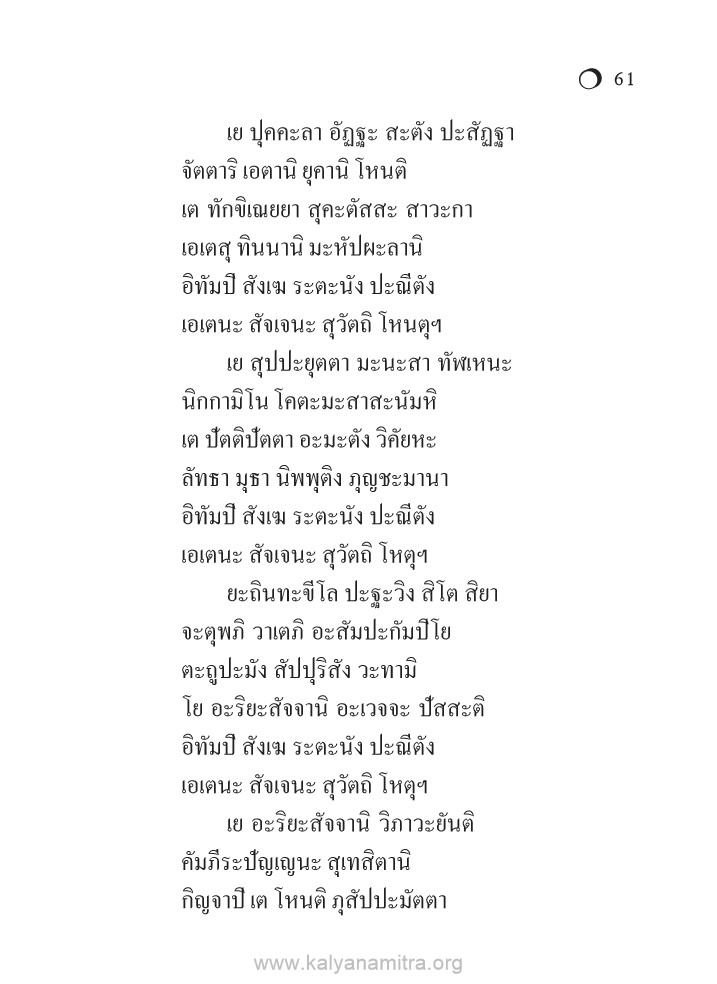 61
เย ปุคคะลา อัฏฐะ สะตัง ปะสัฏฐา
จัตตาริ เอตานิ ยุคานิ โหนติ
เต ทักขิเณยยา สุคะตัสสะ สาวะกา
เอเตสุ ทินนานิ มะหัปผะลานิ
อิทัมปิ สังเฆ ระตะนัง ปะณีตัง
เอเตนะ สัจเจนะ สุวัตถิ โหนตุฯ
เย สุปปะยุตตา มะนะสา ทัฬเหนะ
นิกกามิโน โคตะมะสาสะนัมหิ
เต ปัตติปัตตา อะมะตัง วิคัยหะ
ลัทธา มุธา นิพพุติง ภุญชะมานา
อิทัมปิ สังเฆ ระตะนัง ปะณีตัง
เอเตนะ สัจเจนะ สุวัตถิ โหตุฯ
ยะถินทะขีโล ปะฐะวิง สิโต สิยา
จะตุพภิ วาเตภิ อะสัมปะกัมปิโย
ตะถูปะมัง สัปปุริสัง วะทามิ
โย อะริยะสัจจานิ อะเวจจะ ปัสสะติ
อิทัมปิ สังเฆ ระตะนัง ปะณีตัง
เอเตนะ สัจเจนะ สุวัตถิ โหตุฯ
เย อะริยะสัจจานิ วิภาวะยันติ
คัมภีระปัญเญนะ สุเทสิตานิ
กิญจาปิ เต โหนติ ภุสัปปะมัตตา
www.kalyanamitra.org